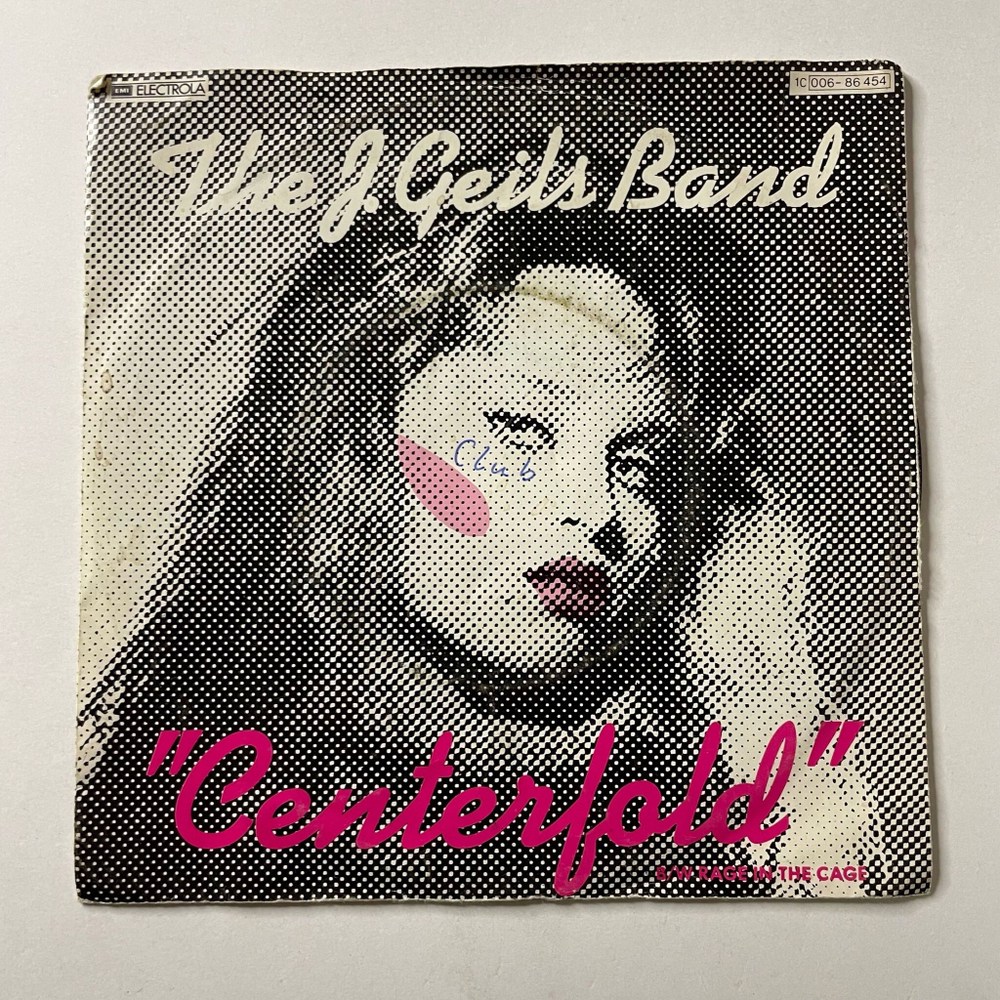 EMI ELECTROLA
1C 006-86 454
The J. Geils Band
Club
"Centerfold"
B/W RAGE IN THE CAGE